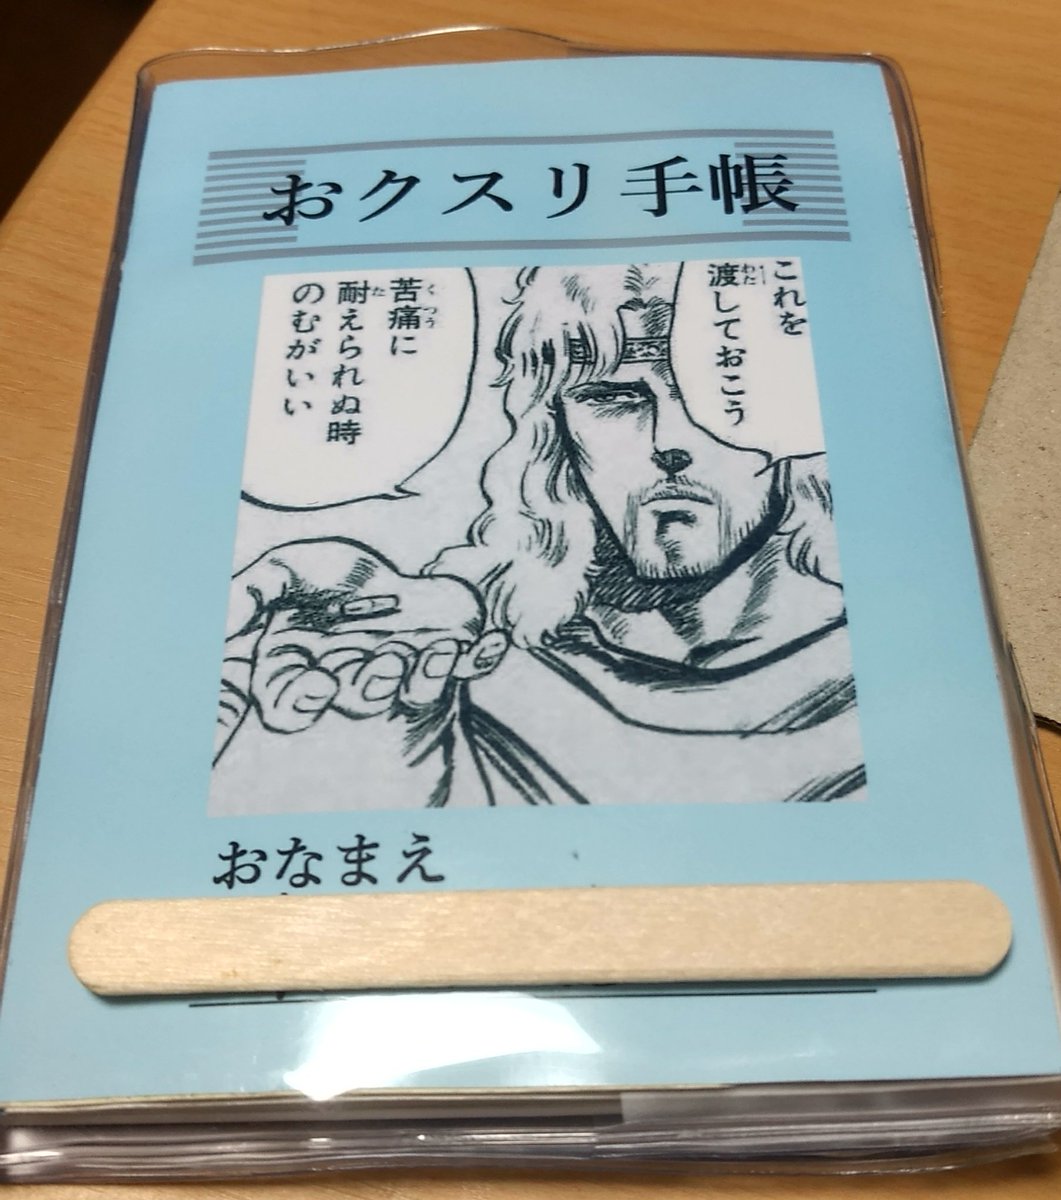 おクスリ手帳
これを
渡しておこう
苦痛に
耐えられぬ時
のむがいい
おなまえ